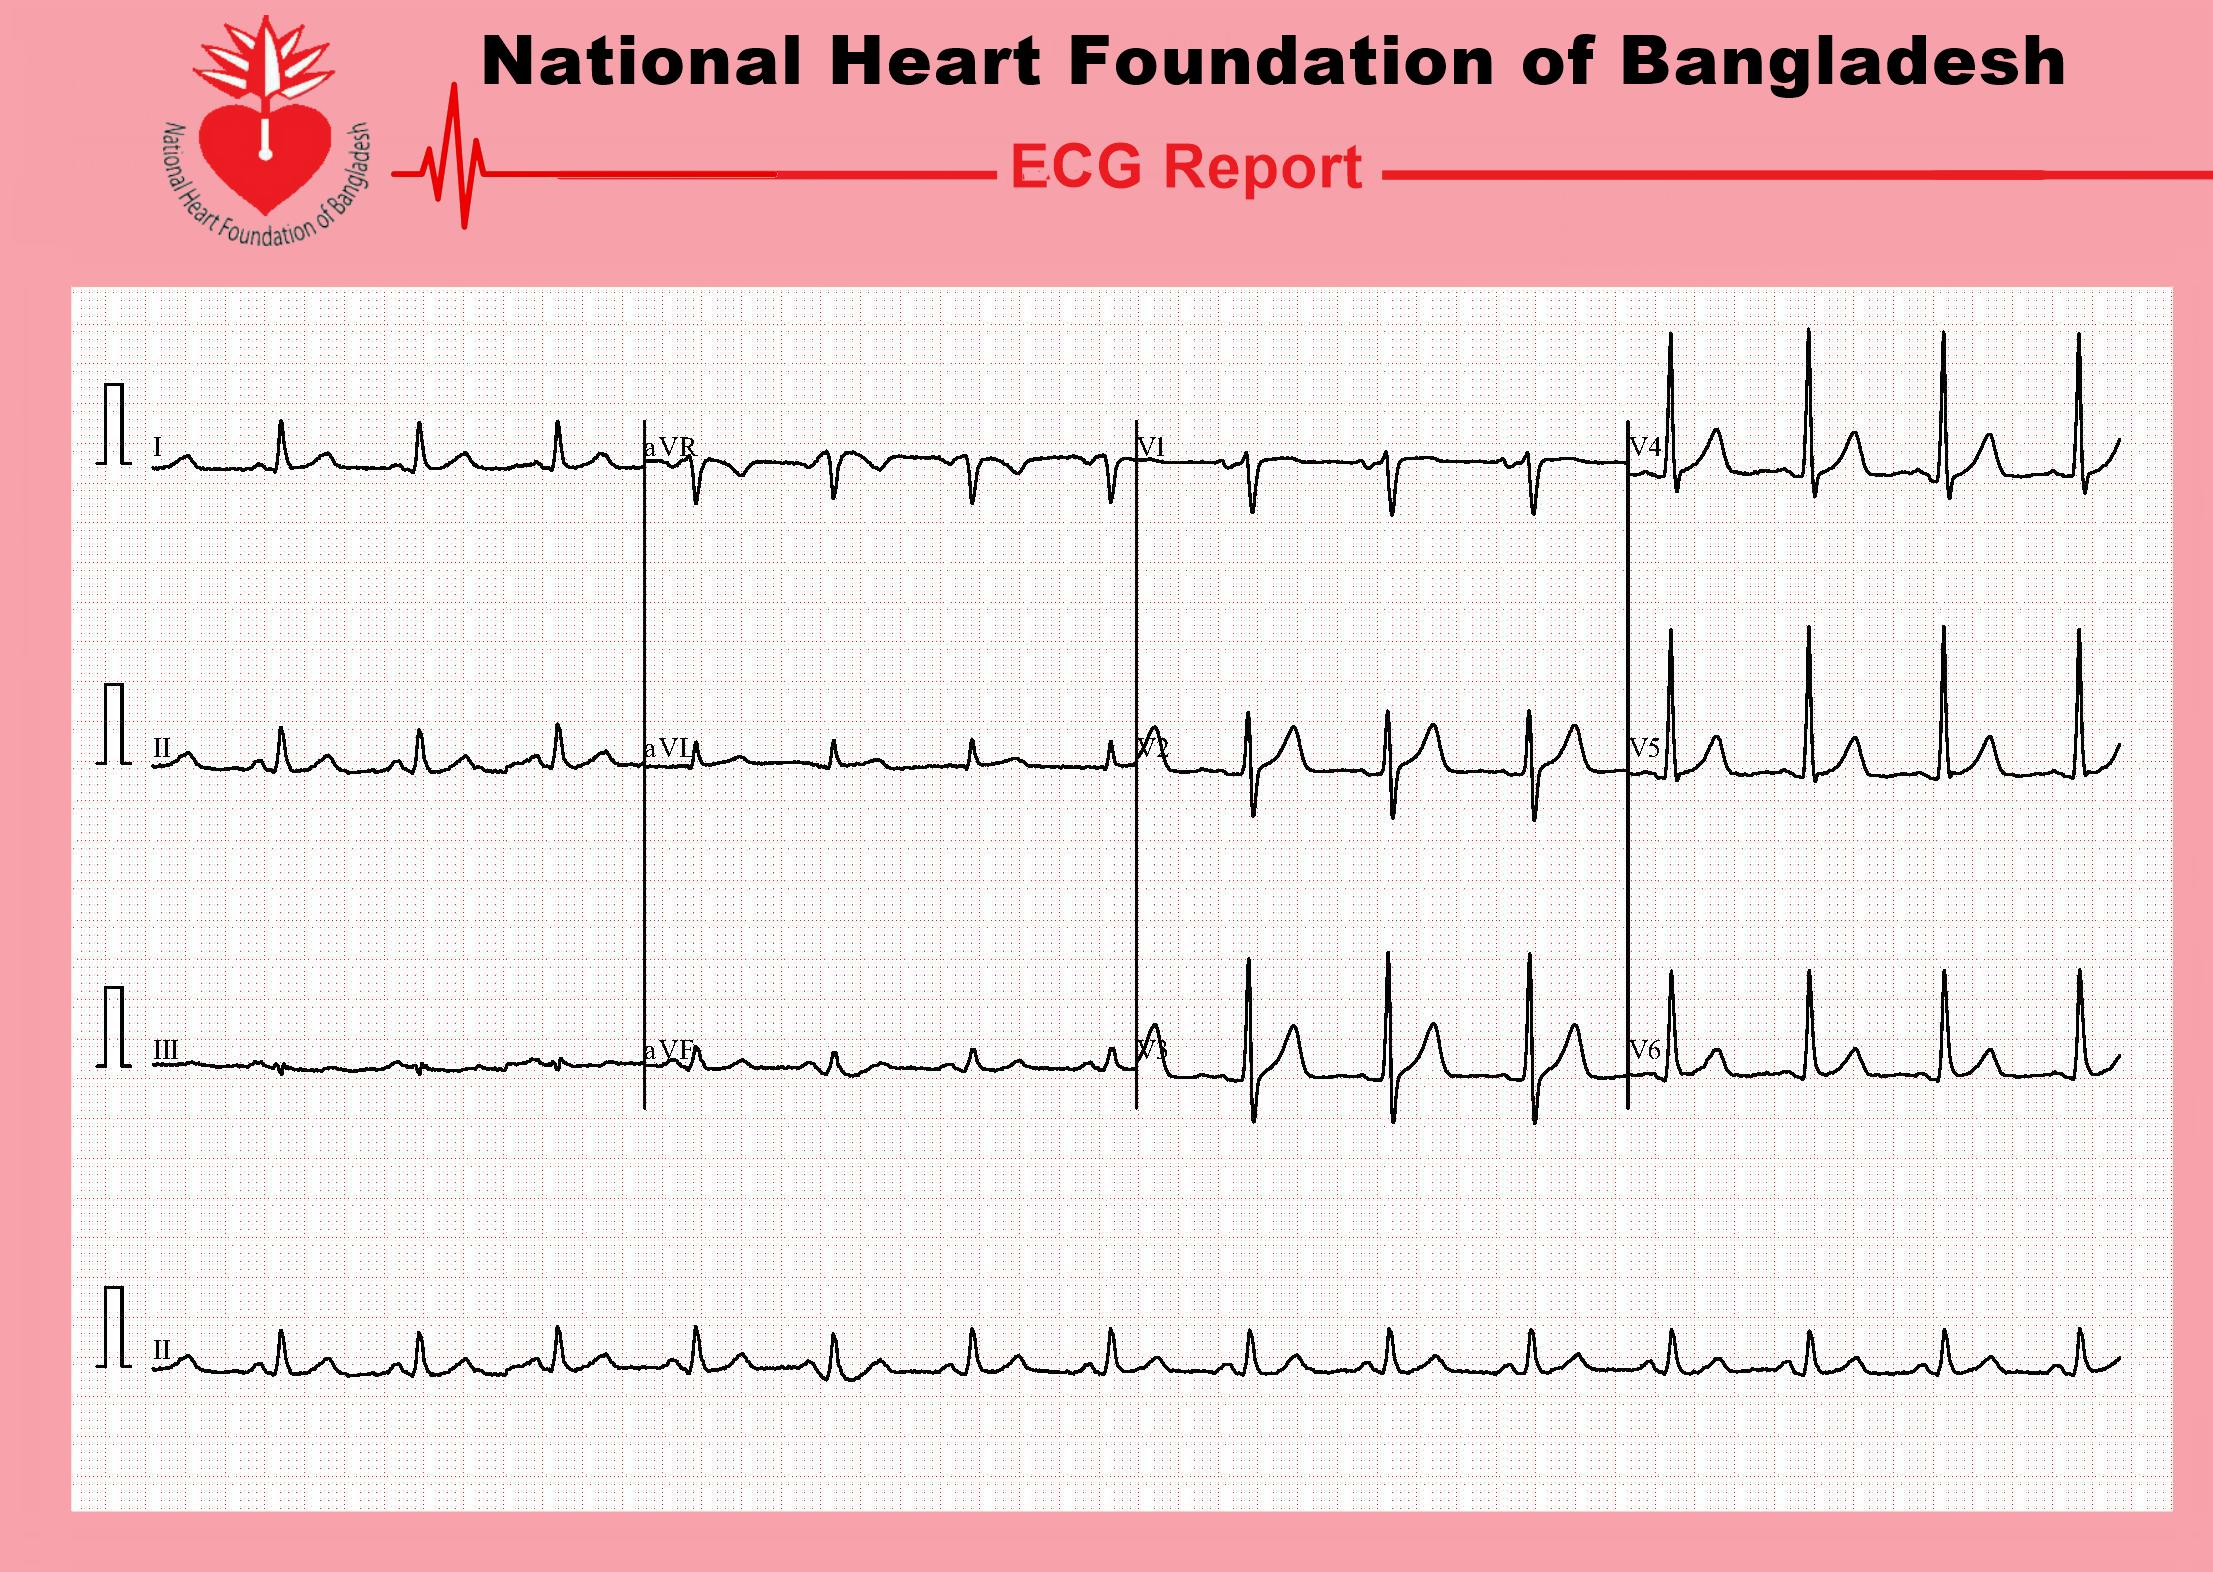 National Heart Foundation of Bangladesh
National Heart Foundation of Bangladesh
ECG Report
I aVR V1 V4
II aVL V2 V5
III aVF V3 V6
II